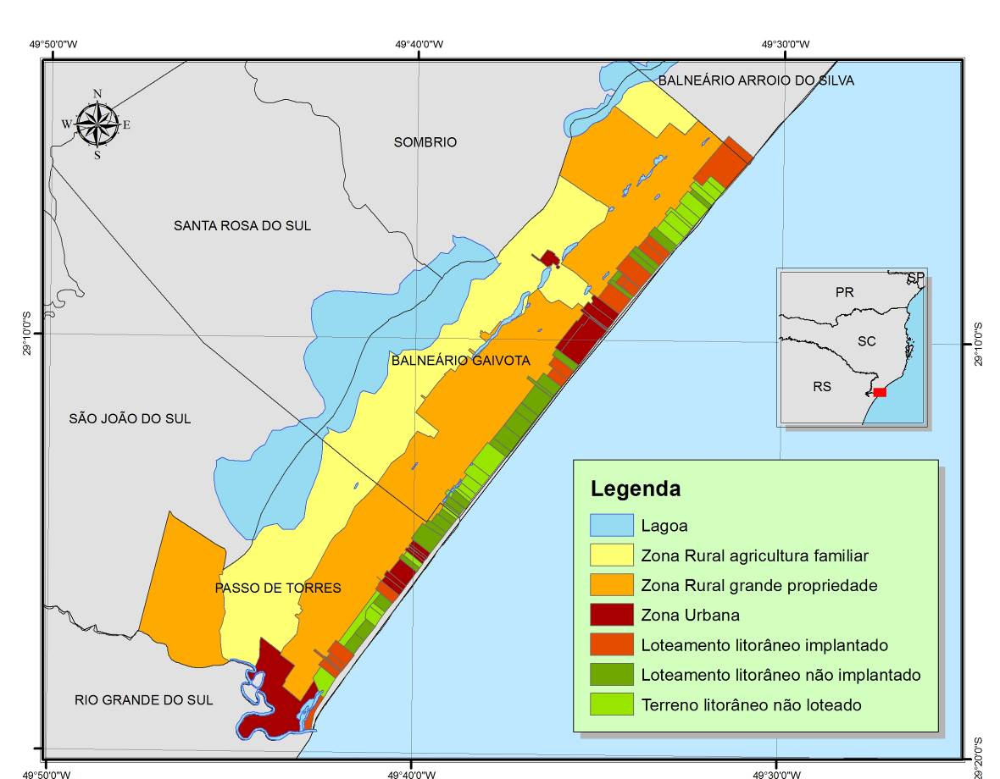 49°50'0"W
49°40'0"W
49°30'0"W
BALNEÁRIO ARROIO DO SILVA
N
W
E
S
SOMBRIO
SANTA ROSA DO SUL
SP
PR
SC
RS
29°10'0"S
29°10'0"S
BALNEÁRIO GAIVOTA
SÃO JOÃO DO SUL
Legenda
Lagoa
Zona Rural agricultura familiar
Zona Rural grande propriedade
Zona Urbana
Loteamento litorâneo implantado
Loteamento litorâneo não implantado
Terreno litorâneo não loteado
PASSO DE TORRES
RIO GRANDE DO SUL
29°20'0"S
49°50'0"W
49°40'0"W
49°30'0"W